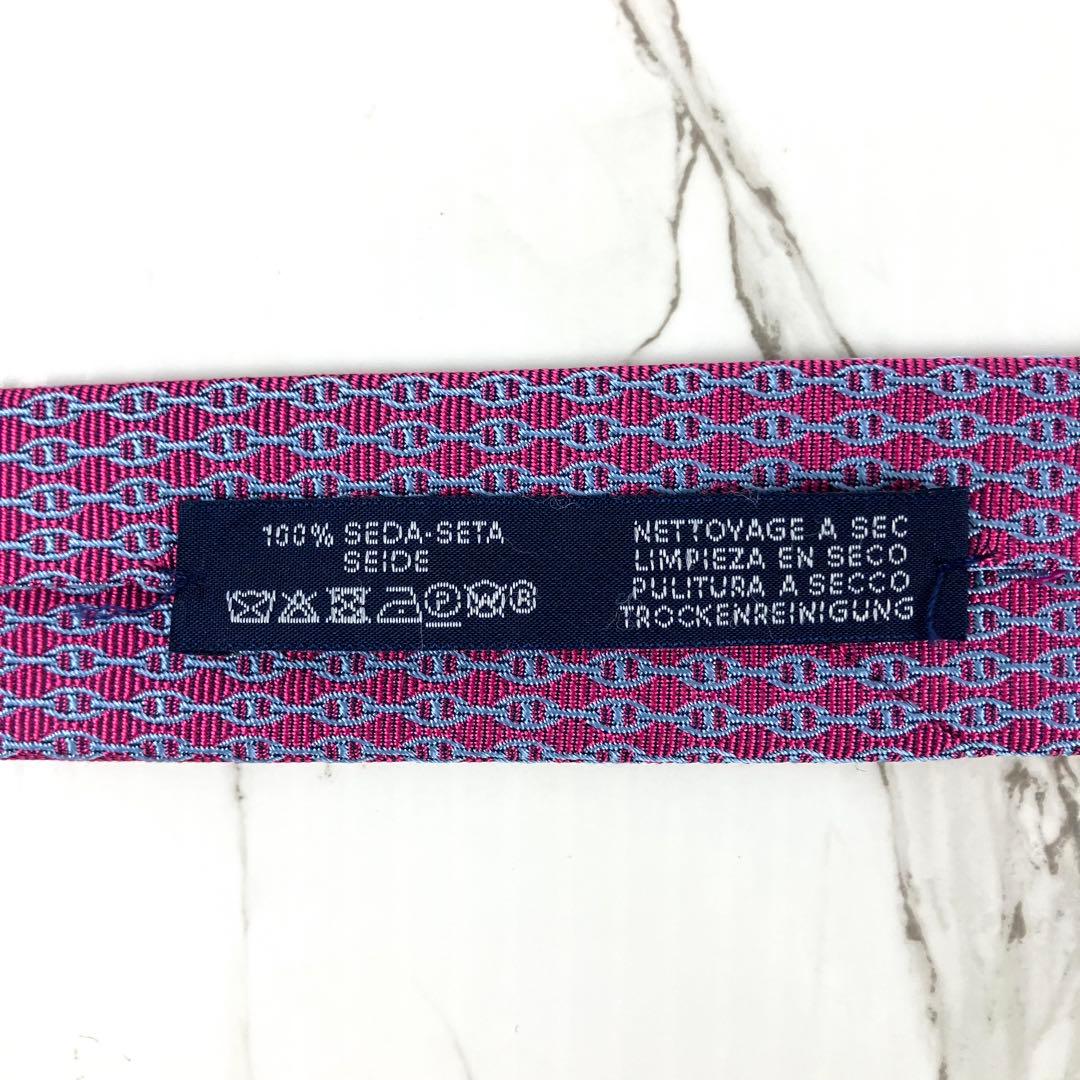 100% SEDA-SETA
SEIDE
P W ®
NETTOYAGE A SEC
LIMPIEZA EN SECO
PULITURA A SECCO
TROCKENREINIGUNG